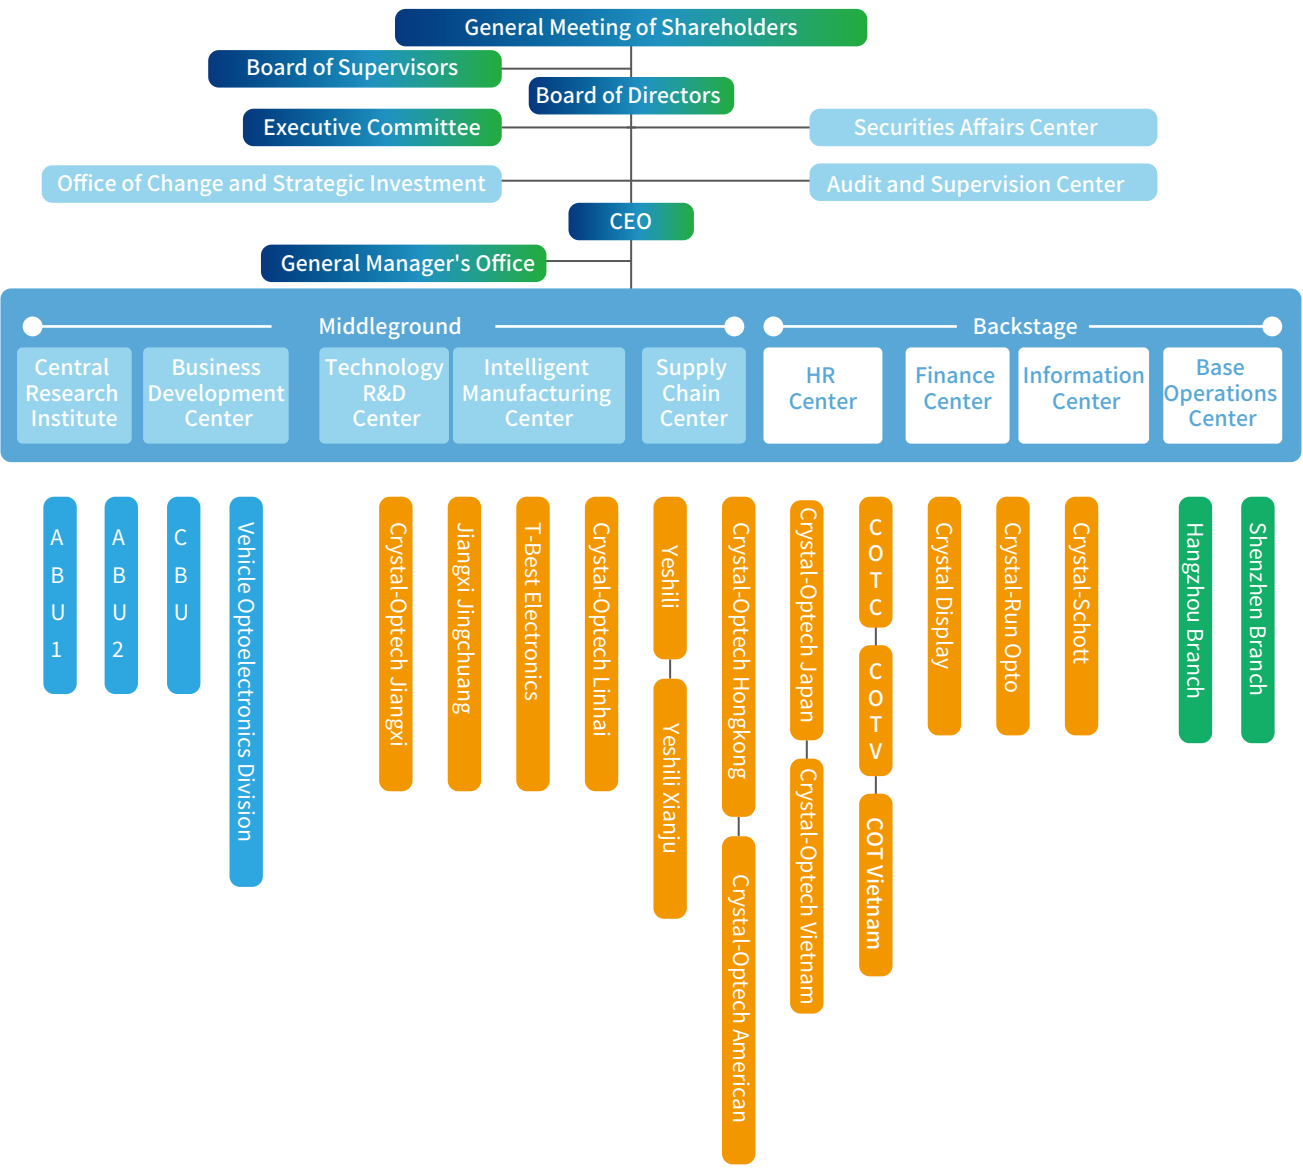 General Meeting of Shareholders
Board of Supervisors
Board of Directors
Executive Committee
Securities Affairs Center
Office of Change and Strategic Investment
Audit and Supervision Center
CEO
General Manager's Office
Middleground
Backstage
Central
Research
Institute
Business
Development
Center
Technology
R&D
Center
Intelligent
Manufacturing
Center
Supply
Chain
Center
HR
Center
Finance
Center
Information
Center
Base
Operations
Center
ABU1
ABU2
CBU
Vehicle Optoelectronics Division
Crystal-Optech Jiangxi
Jiangxi Jingchuang
T-Best Electronics
Crystal-Optech Linhai
Yeshili
Yeshili Xianju
Crystal-Optech Hongkong
Crystal-Optech American
Crystal-Optech Japan
Crystal-Optech Vietnam
COTC
COTV
COT Vietnam
Crystal Display
Crystal-Run Opto
Crystal-Schott
Hangzhou Branch
Shenzhen Branch